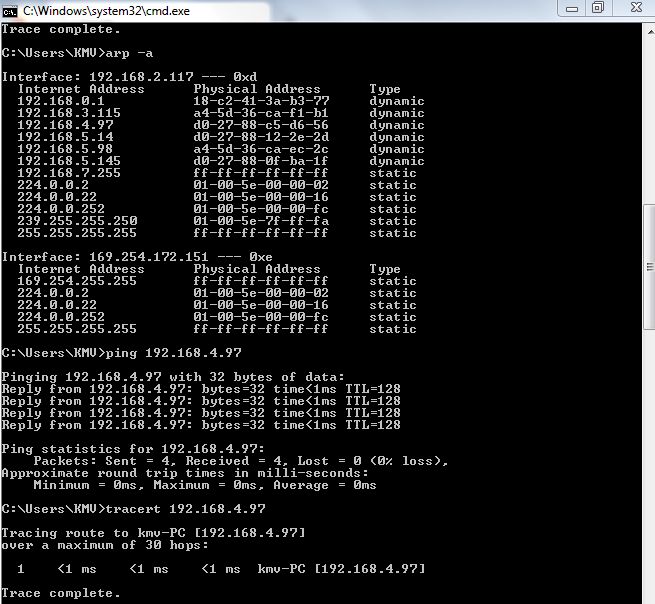 C:\Windows\system32\cmd.exe
Trace complete.
C:\Users\KMV>arp -a
Interface: 192.168.2.117 --- 0xd
  Internet Address      Physical Address      Type
  192.168.0.1           18-c2-41-3a-b3-77     dynamic
  192.168.3.115         a4-5d-36-ca-f1-b1     dynamic
  192.168.4.97          d0-27-88-c5-d6-56     dynamic
  192.168.5.14          d0-27-88-12-2e-2d     dynamic
  192.168.5.98          a4-5d-36-ca-ec-2c     dynamic
  192.168.5.145         d0-27-88-0f-ba-1f     dynamic
  192.168.7.255         ff-ff-ff-ff-ff-ff     static
  224.0.0.2             01-00-5e-00-00-02     static
  224.0.0.22            01-00-5e-00-00-16     static
  224.0.0.252           01-00-5e-00-00-fc     static
  239.255.255.250       01-00-5e-7f-ff-fa     static
  255.255.255.255       ff-ff-ff-ff-ff-ff     static
Interface: 169.254.172.151 --- 0xe
  Internet Address      Physical Address      Type
  169.254.255.255       ff-ff-ff-ff-ff-ff     static
  224.0.0.2             01-00-5e-00-00-02     static
  224.0.0.22            01-00-5e-00-00-16     static
  224.0.0.252           01-00-5e-00-00-fc     static
  255.255.255.255       ff-ff-ff-ff-ff-ff     static
C:\Users\KMV>ping 192.168.4.97
Pinging 192.168.4.97 with 32 bytes of data:
Reply from 192.168.4.97: bytes=32 time<1ms TTL=128
Reply from 192.168.4.97: bytes=32 time<1ms TTL=128
Reply from 192.168.4.97: bytes=32 time<1ms TTL=128
Reply from 192.168.4.97: bytes=32 time<1ms TTL=128
Ping statistics for 192.168.4.97:
    Packets: Sent = 4, Received = 4, Lost = 0 (0% loss),
Approximate round trip times in milli-seconds:
    Minimum = 0ms, Maximum = 0ms, Average = 0ms
C:\Users\KMV>tracert 192.168.4.97
Tracing route to kmv-PC [192.168.4.97]
over a maximum of 30 hops:
  1    <1 ms    <1 ms    <1 ms  kmv-PC [192.168.4.97]
Trace complete.